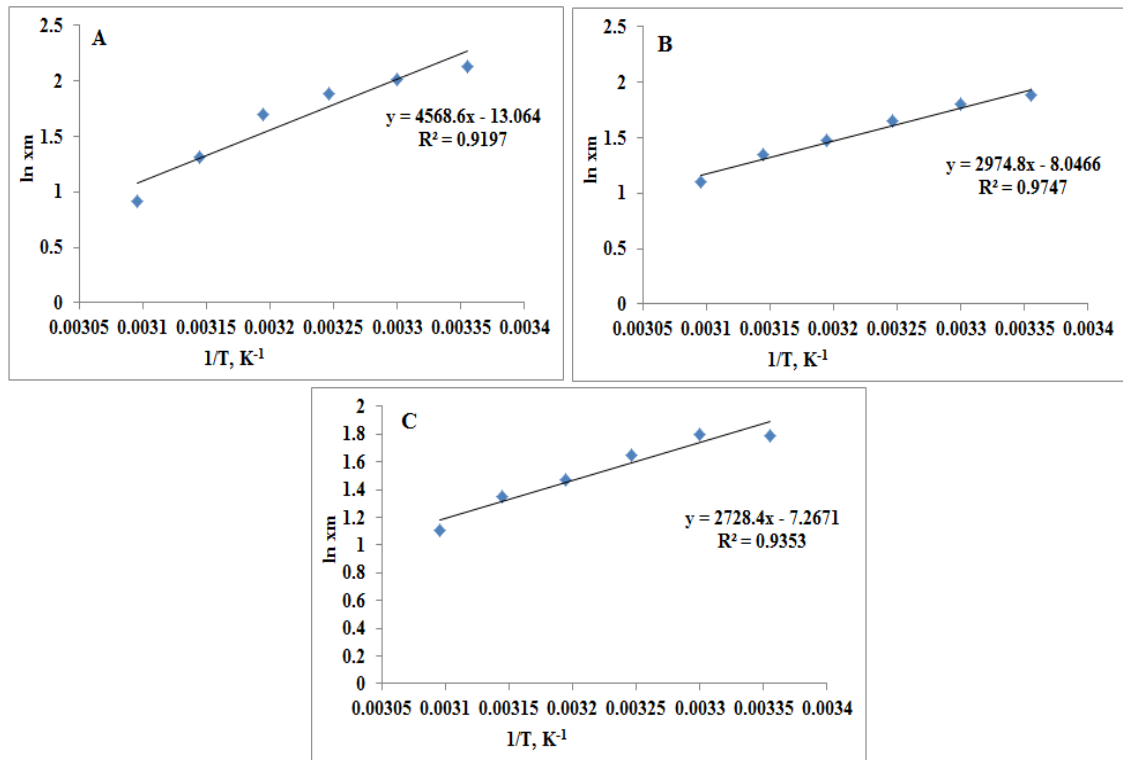 A
2.5
2
1.5
1
0.5
0
ln xm
y = 4568.6x - 13.064
R² = 0.9197
0.00305 0.0031 0.00315 0.0032 0.00325 0.0033 0.00335 0.0034
1/T, K⁻¹
B
2.5
2
1.5
1
0.5
0
ln xm
y = 2974.8x - 8.0466
R² = 0.9747
0.00305 0.0031 0.00315 0.0032 0.00325 0.0033 0.00335 0.0034
1/T, K⁻¹
C
2
1.8
1.6
1.4
1.2
1
0.8
0.6
0.4
0.2
0
ln xm
y = 2728.4x - 7.2671
R² = 0.9353
0.00305 0.0031 0.00315 0.0032 0.00325 0.0033 0.00335 0.0034
1/T, K⁻¹